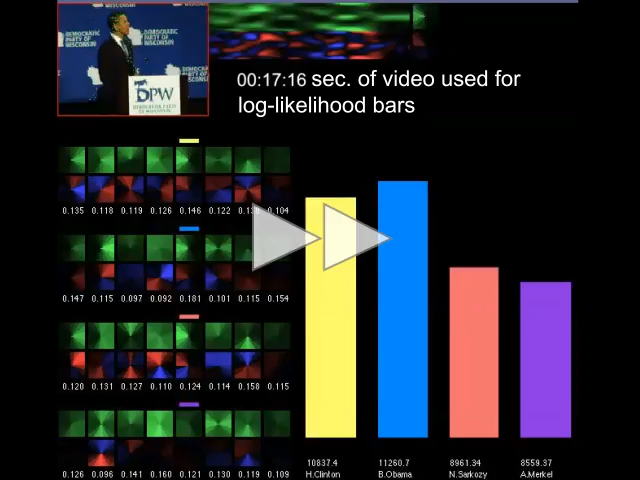 DEMOCRATIC
PARTY OF
WISCONSIN
DEMOCRATIC
PARTY OF
WISCONSIN
DPW
00:17:16 sec. of video used for
log-likelihood bars
0.135 0.118 0.119 0.126 0.146 0.122 0.104
0.147 0.115 0.097 0.092 0.181 0.101 0.115 0.154
0.120 0.131 0.127 0.110 0.124 0.114 0.158 0.115
0.126 0.096 0.141 0.160 0.121 0.130 0.119 0.109
10837.4 11260.7 8961.34 8559.37
H.Clinton B.Obama N.Sarkozy A.Merkel